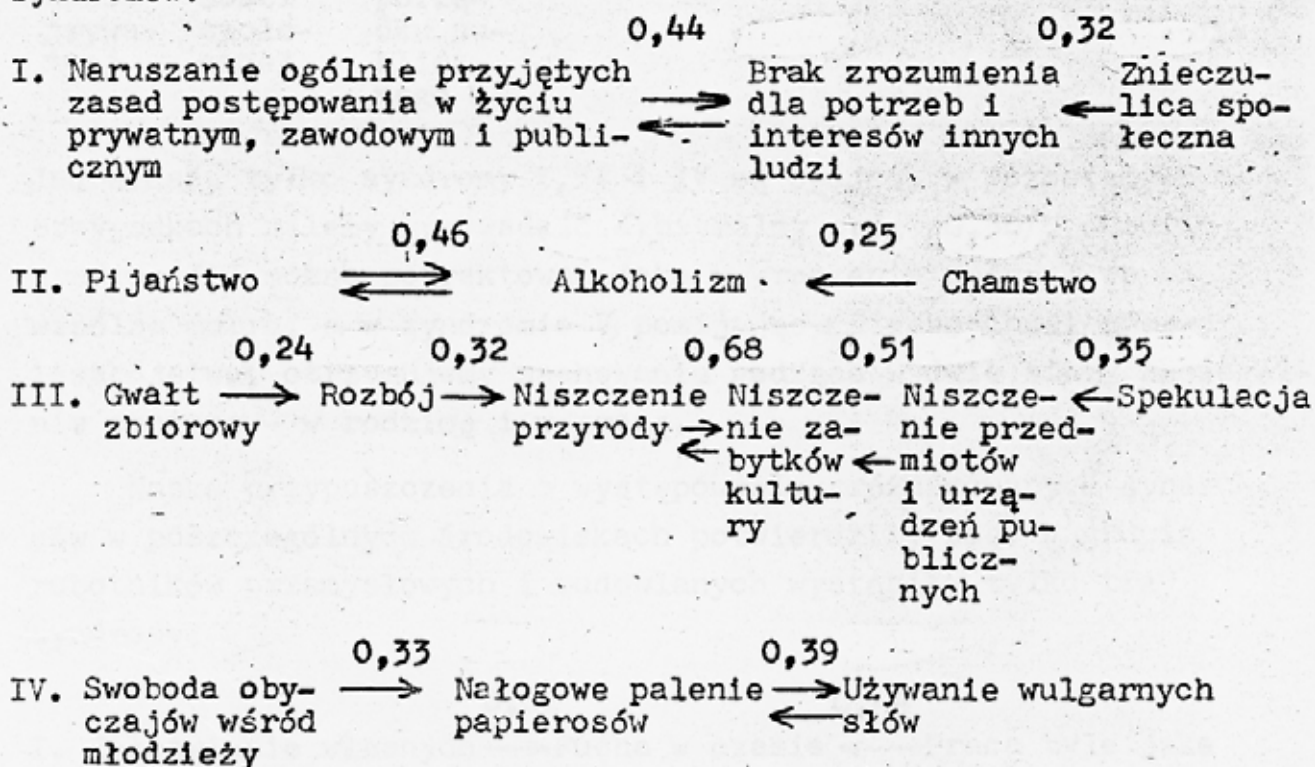 0,44 0,32
I. Naruszanie ogólnie przyjętych Brak zrozumienia Znieczu-
zasad postępowania w życiu dla potrzeb i lica spo-
prywatnym, zawodowym i publi- interesów innych łeczna
cznym ludzi
0,46 0,25
II. Pijaństwo Alkoholizm Chamstwo
0,24 0,32 0,68 0,51 0,35
III. Gwałt Rozbój Niszczenie Niszcze- Niszcze- Spekulacja
zbiorowy przyrody nie za- nie przed-
bytków miotów
kultu- i urzą-
ry dzeń pu-
blicz-
nych
0,33 0,39
IV. Swoboda oby- Nałogowe palenie Używanie wulgarnych
czajów wśród papierosów słów
młodzieży